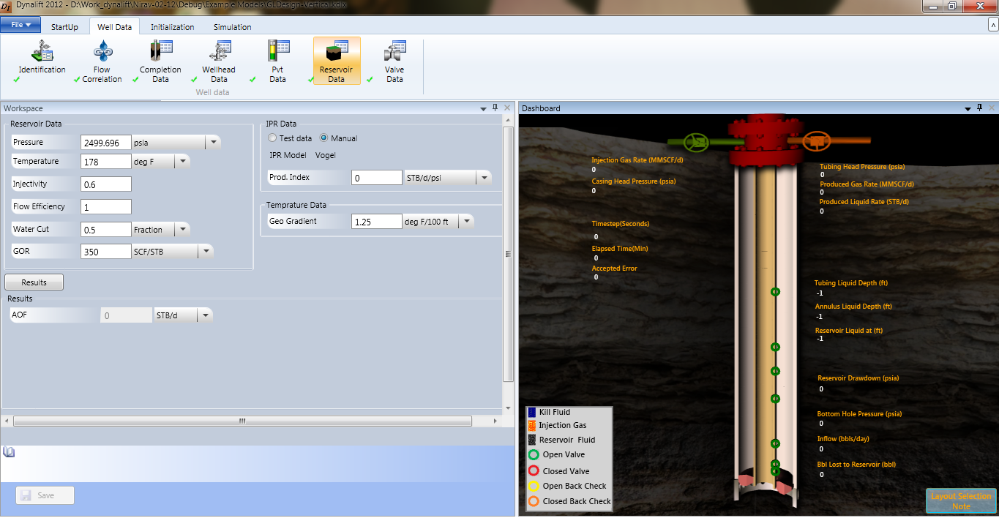 Dynalift 2012 - D:\Work_dynalift\Nirav-02-12\Debug\Example Models\GLDesign-Vertical.kdlx
File
StartUp
Well Data
Initialization
Simulation
Identification
Flow Correlation
Completion Data
Wellhead Data
Pvt Data
Reservoir Data
Valve Data
Well data
Workspace
Reservoir Data
Pressure 2499.696 psia
Temperature 178 deg F
Injectivity 0.6
Flow Efficiency 1
Water Cut 0.5 Fraction
GOR 350 SCF/STB
IPR Data
Test data Manual
IPR Model Vogel
Prod. Index 0 STB/d/psi
Temprature Data
Geo Gradient 1.25 deg F/100 ft
Results
Results
AOF 0 STB/d
Save
Dashboard
Injection Gas Rate (MMSCF/d)
0
Casing Head Pressure (psia)
0
Timestep(Seconds)
0
Elapsed Time(Min)
0
Accepted Error
0
Tubing Head Pressure (psia)
0
Produced Gas Rate (MMSCF/d)
0
Produced Liquid Rate (STB/d)
0
Tubing Liquid Depth (ft)
-1
Annulus Liquid Depth (ft)
-1
Reservoir Liquid at (ft)
-1
Reservoir Drawdown (psia)
0
Bottom Hole Pressure (psia)
0
Inflow (bbls/day)
0
Bbl Lost to Reservoir (bbl)
0
Kill Fluid
Injection Gas
Reservoir Fluid
Open Valve
Closed Valve
Open Back Check
Closed Back Check
Layout Selection
Note